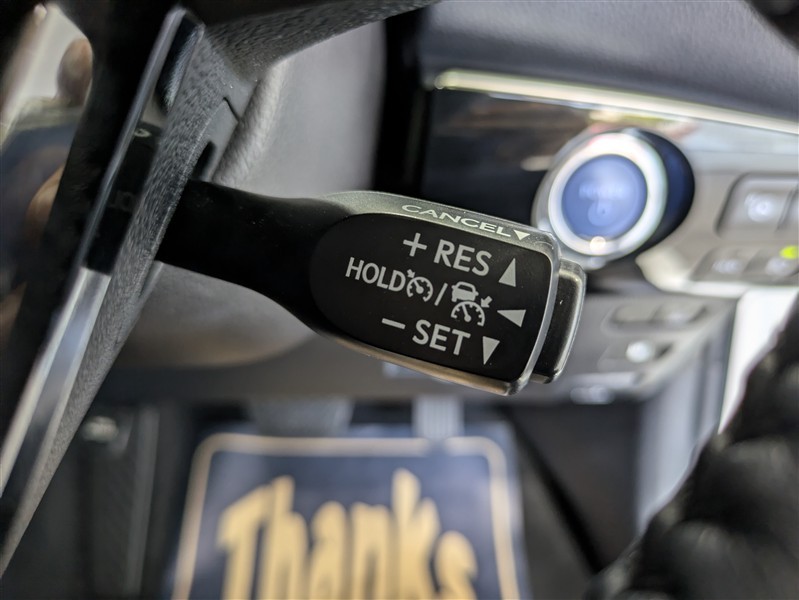 CANCEL▼
+ RES ▲
HOLD / ◀
− SET ▼
Thanks